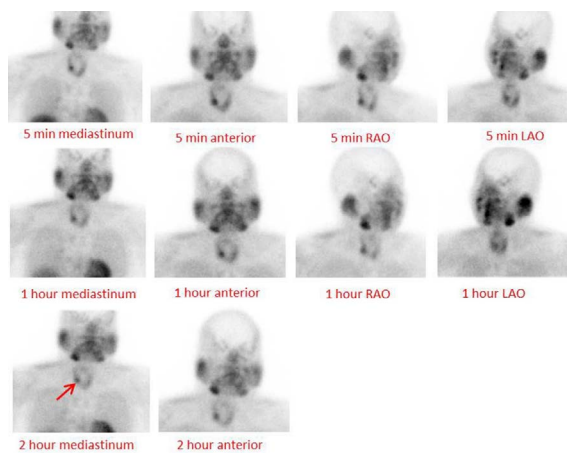 5 min mediastinum
5 min anterior
5 min RAO
5 min LAO
1 hour mediastinum
1 hour anterior
1 hour RAO
1 hour LAO
2 hour mediastinum
2 hour anterior